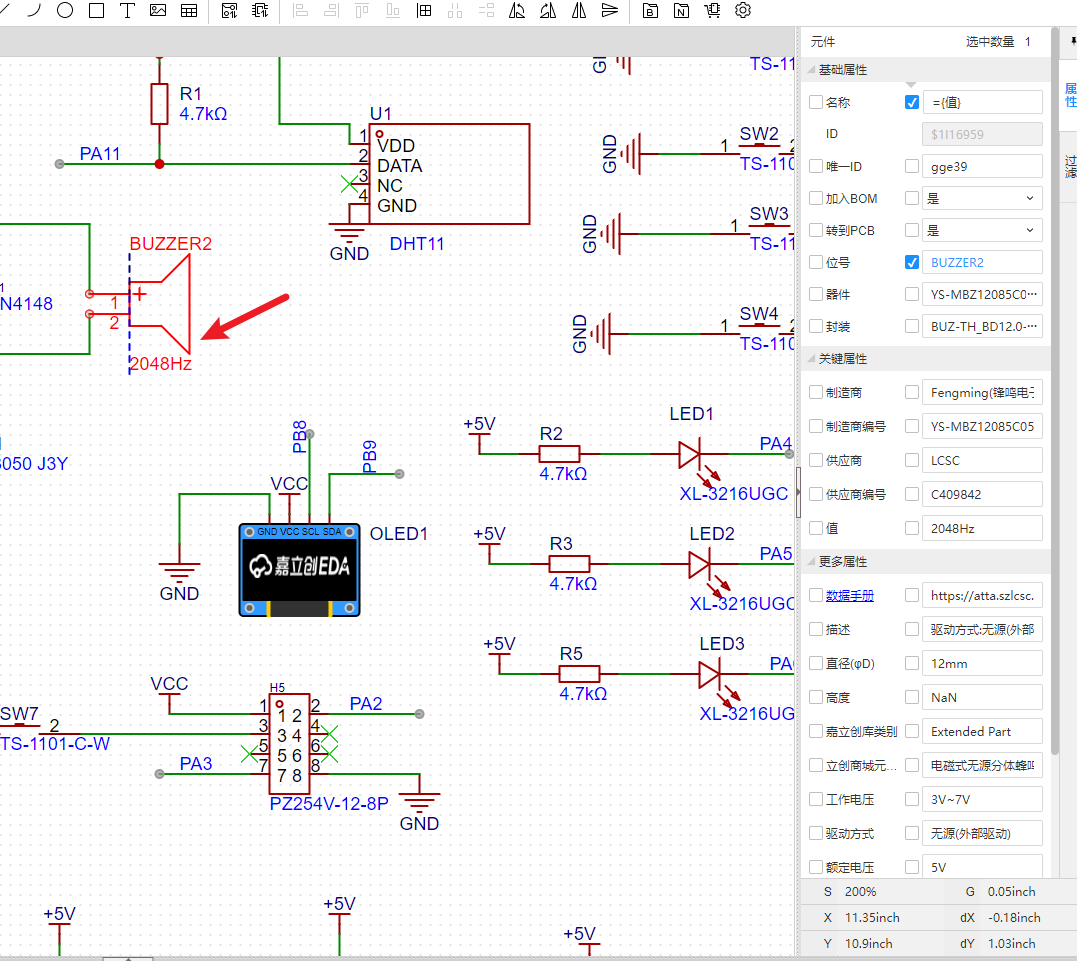 元件
选中数量 1
基础属性
名称 ={值}
ID $1I16959
唯一ID gge39
加入BOM 是
转到PCB 是
位号 BUZZER2
器件 YS-MBZ12085C0···
封装 BUZ-TH_BD12.0-···
关键属性
制造商 Fengming(锋鸣电子
制造商编号 YS-MBZ12085C05
供应商 LCSC
供应商编号 C409842
值 2048Hz
更多属性
数据手册 https://atta.szlcsc.
描述 驱动方式:无源(外部
直径(φD) 12mm
高度 NaN
嘉立创库类别 Extended Part
立创商城元... 电磁式无源分体蜂鸣
工作电压 3V~7V
驱动方式 无源(外部驱动)
额定电压 5V
S 200% G 0.05inch
X 11.35inch dX -0.18inch
Y 10.9inch dY 1.03inch
属性
过滤
B
N
T
R1
4.7kΩ
PA11
U1
1 VDD
2 DATA
3 NC
4 GND
GND
DHT11
BUZZER2
1
2
+
2048Hz
1
N4148
GND
TS-11
GND
1
SW2
2
TS-110
GND
1
SW3
TS-11
GND
1
SW4
2
TS-110
3050 J3Y
PB8
PB9
VCC
GND VCC SCL SDA
嘉立创EDA
OLED1
GND
+5V
R2
4.7kΩ
LED1
PA4
XL-3216UGC
+5V
R3
4.7kΩ
LED2
PA5
XL-3216UGC
+5V
R5
4.7kΩ
LED3
PA
XL-3216UG
VCC
H5
1 1 2 2
3 3 4 4
5 5 6 6
7 7 8 8
PA2
SW7
2
TS-1101-C-W
PA3
PZ254V-12-8P
GND
+5V
+5V
+5V